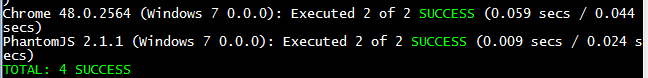 )
Chrome 48.0.2564 (Windows 7 0.0.0): Executed 2 of 2 SUCCESS (0.059 secs / 0.044
secs)
PhantomJS 2.1.1 (Windows 7 0.0.0): Executed 2 of 2 SUCCESS (0.009 secs / 0.024 s
ecs)
TOTAL: 4 SUCCESS